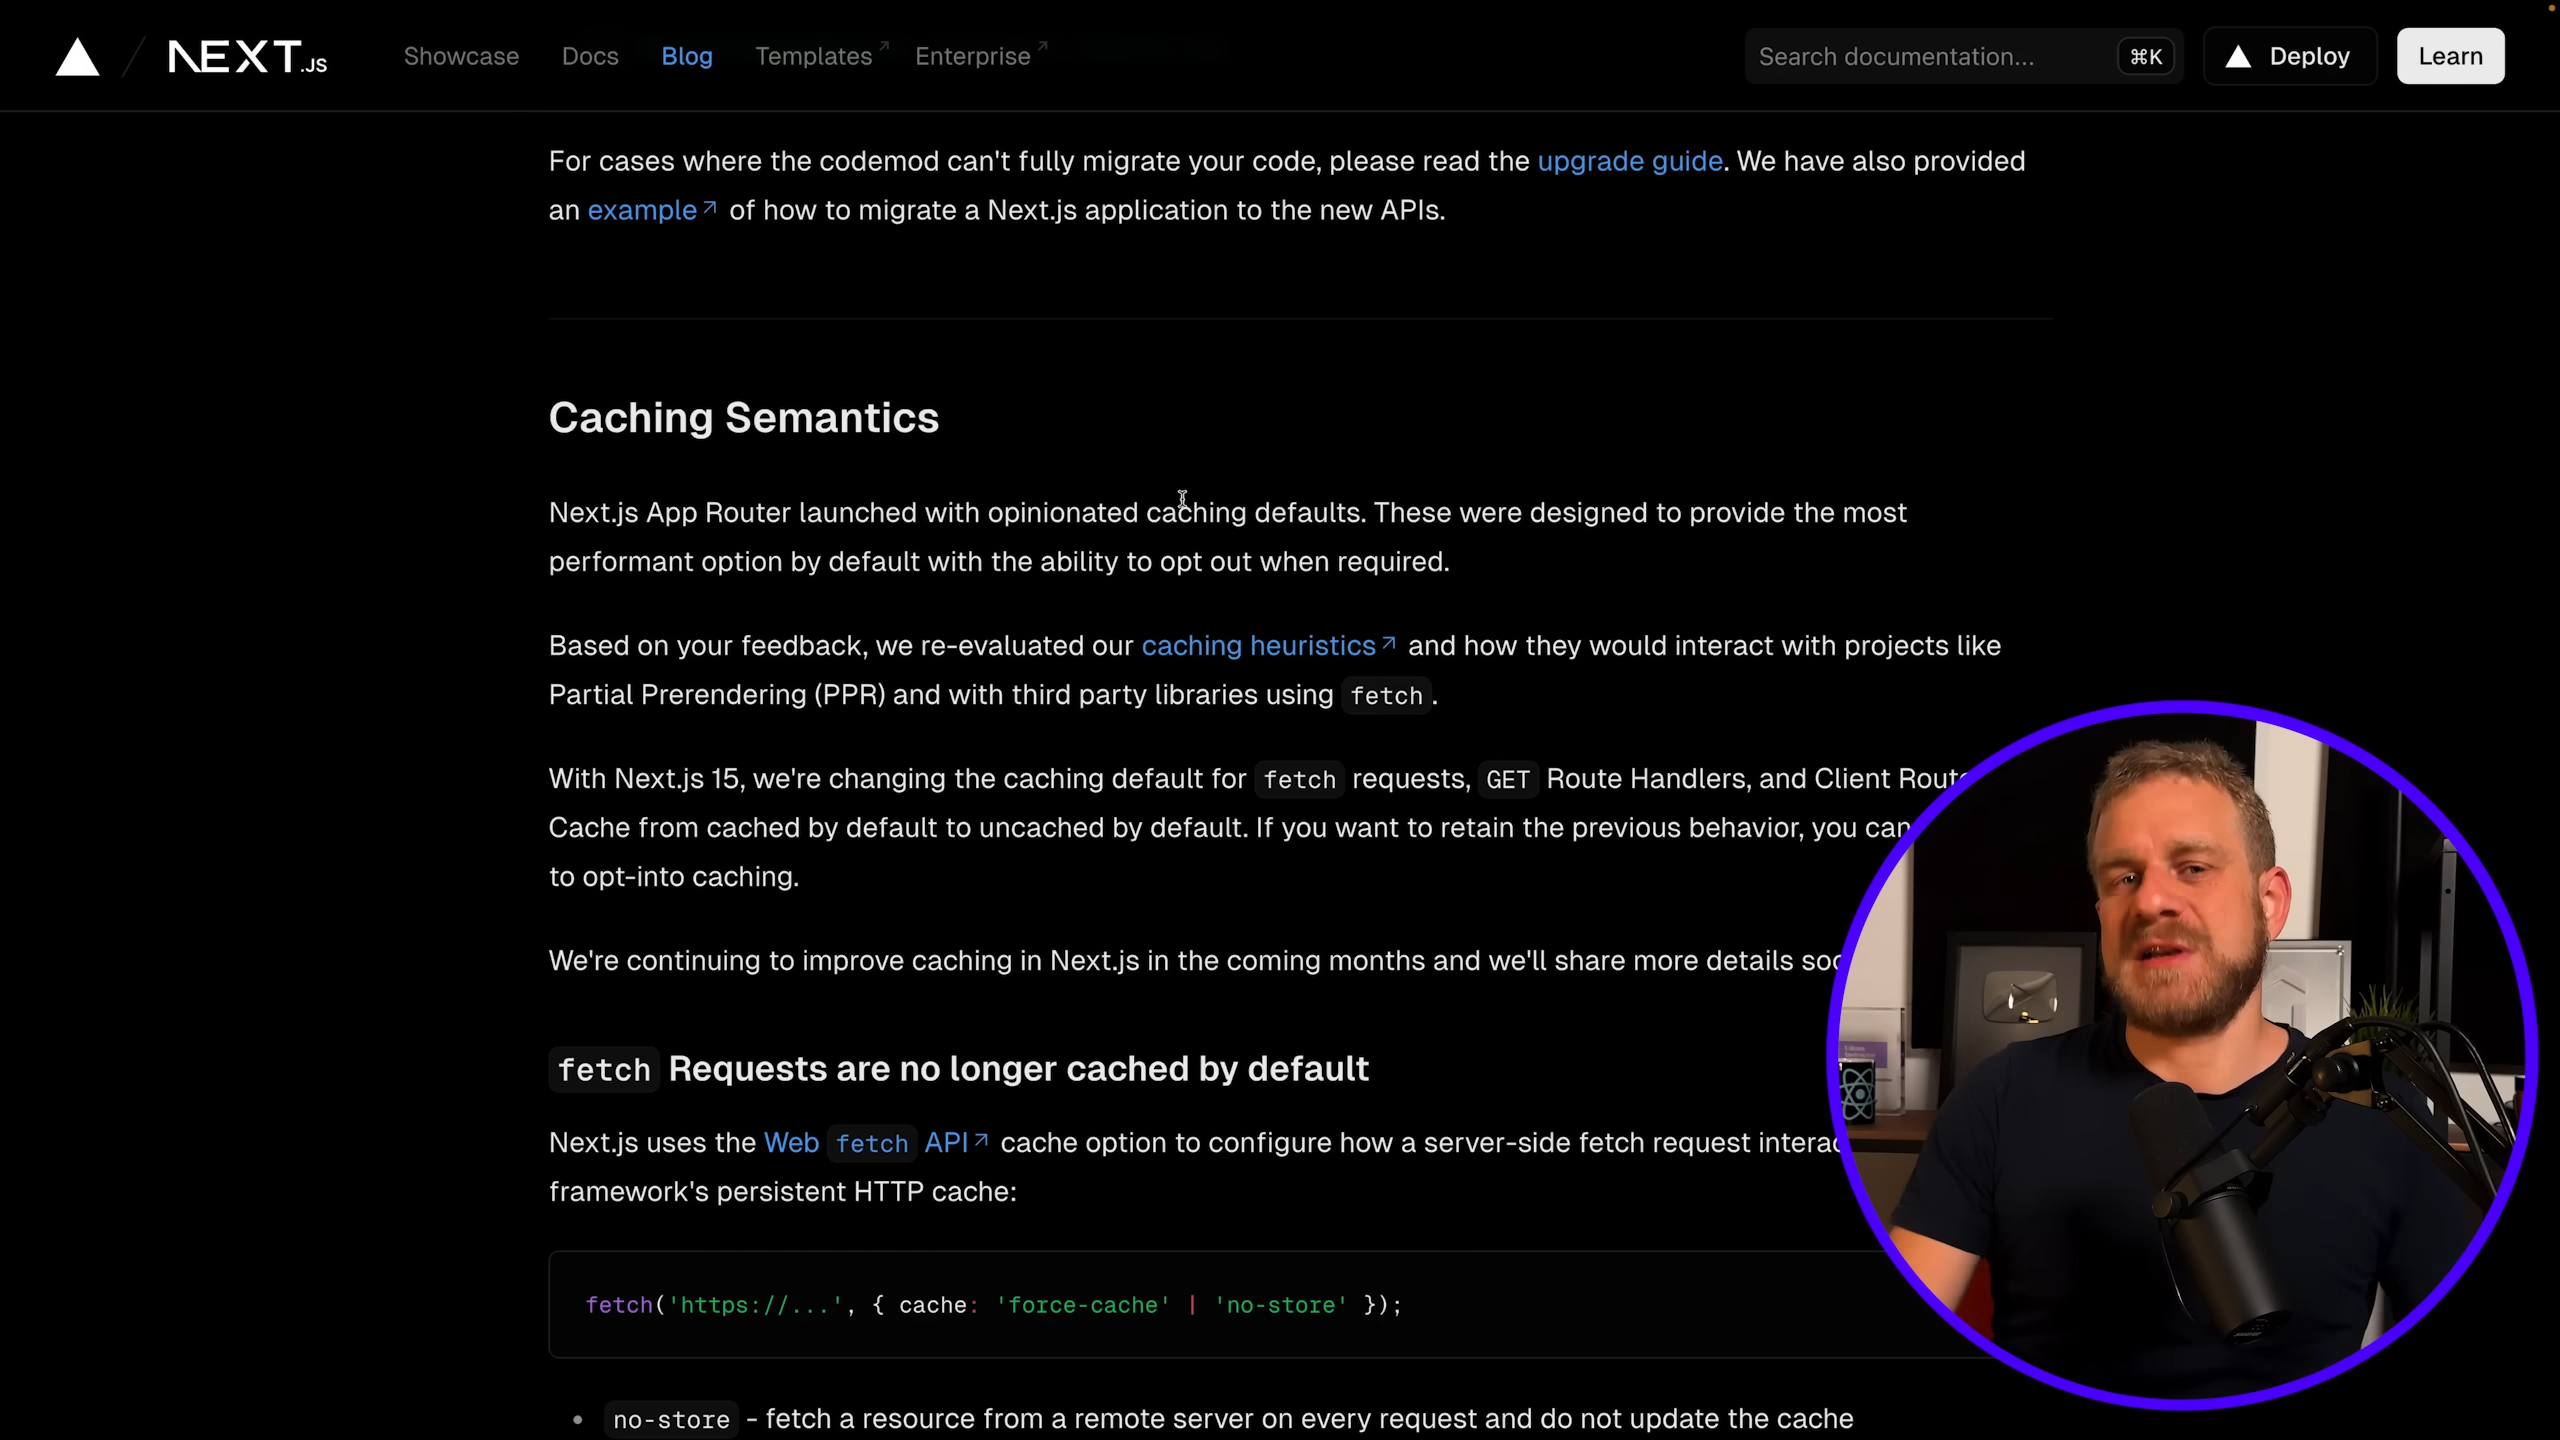 NEXT.JS
Showcase
Docs
Blog
Templates
Enterprise
Search documentation...
⌘K
Deploy
Learn
For cases where the codemod can't fully migrate your code, please read the upgrade guide. We have also provided
an example of how to migrate a Next.js application to the new APIs.
Caching Semantics
Next.js App Router launched with opinionated caching defaults. These were designed to provide the most
performant option by default with the ability to opt out when required.
Based on your feedback, we re-evaluated our caching heuristics and how they would interact with projects like
Partial Prerendering (PPR) and with third party libraries using fetch.
With Next.js 15, we're changing the caching default for fetch requests, GET Route Handlers, and Client
Cache from cached by default to uncached by default. If you want to retain the previous behavior, you can
to opt-into caching.
We're continuing to improve caching in Next.js in the coming months and we'll share more details
fetch Requests are no longer cached by default
Next.js uses the Web fetch API cache option to configure how a server-side fetch request
framework's persistent HTTP cache:
fetch('https://...', { cache: 'force-cache' | 'no-store' });
• no-store - fetch a resource from a remote server on every request and do not update the cache